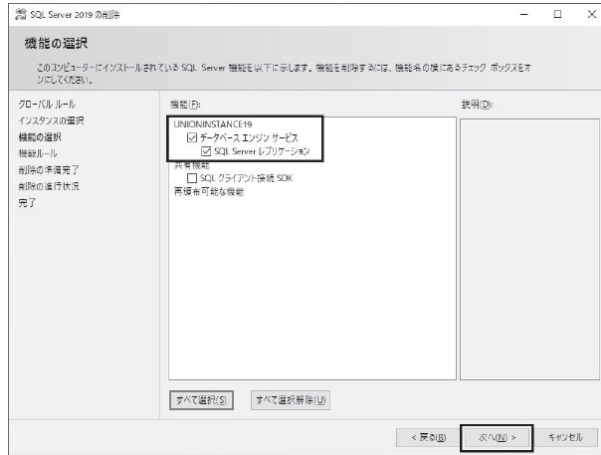 SQL Server 2019 の削除
機能の選択
このコンピューターにインストールされている SQL Server 機能を以下に示します。機能を削除するには、機能名の横にあるチェック ボックスをオ
ンにしてください。
グローバル ルール
インスタンスの選択
機能の選択
機能ルール
削除の準備完了
削除の進行状況
完了
機能(F):
UNIONINSTANCE19
データベース エンジン サービス
SQL Server レプリケーション
共有機能
SQL クライアント接続 SDK
再頒布可能な機能
説明(D):
すべて選択(S)
すべて選択解除(U)
< 戻る(B)
次へ(N) >
キャンセル